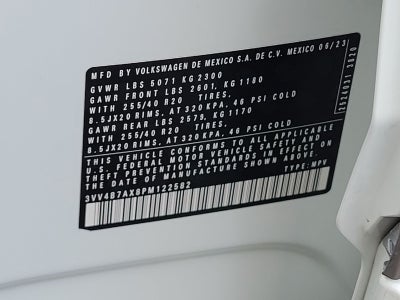 MFD BY VOLKSWAGEN DE MEXICO S.A. DE C.V. MEXICO 06/23
GVWR LBS 5071 KG 2300
GAWR FRONT LBS 2601, KG 1180
WITH 255/40 R20 TIRES.
8.5JX20 RIMS, AT 320KPA, 46 PSI COLD
GAWR REAR LBS 2579, KG 1170
WITH 255/40 R20 TIRES.
8.5JX20 RIMS, AT 320KPA, 46 PSI COLD
THIS VEHICLE CONFORMS TO ALL APPLICABLE
U.S. FEDERAL MOTOR VEHICLE SAFETY AND
THEFT PREVENTION STANDARDS IN EFFECT ON
THE DATE OF MANUFACTURE SHOWN ABOVE.
3VV4B7AX8PM122582 TYPE:MPV
2524031 3020